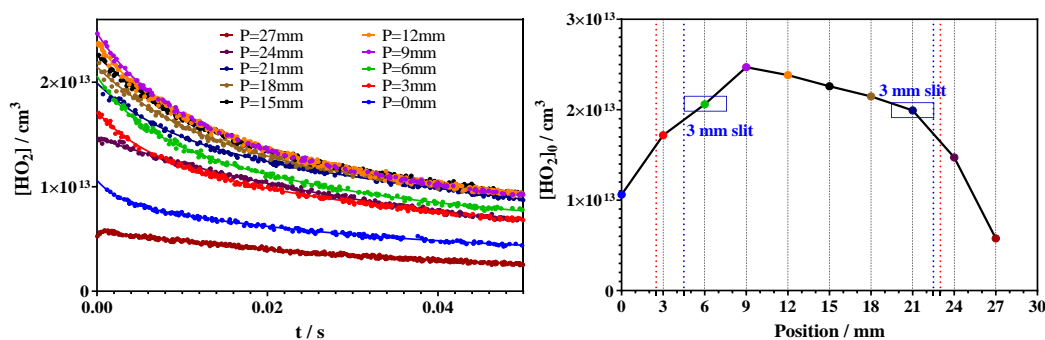 P=27mm P=12mm
P=24mm P=9mm
P=21mm P=6mm
P=18mm P=3mm
P=15mm P=0mm
2×10¹³
1×10¹³
0
0.00 0.02 0.04
t / s
[HO₂] / cm³
3×10¹³
2×10¹³
1×10¹³
0
0 3 6 9 12 15 18 21 24 27 30
Position / mm
[HO₂]₀ / cm³
3 mm slit
3 mm slit